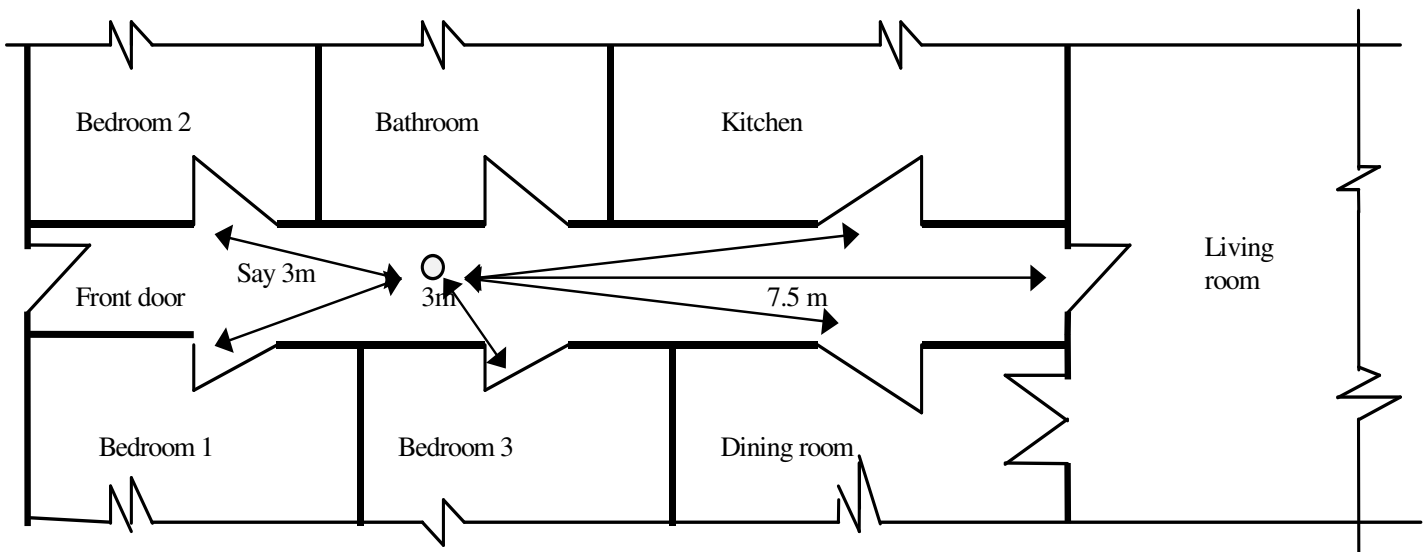 Bedroom 2
Bathroom
Kitchen
Say 3m
3m
7.5 m
Front door
Living
room
Bedroom 1
Bedroom 3
Dining room